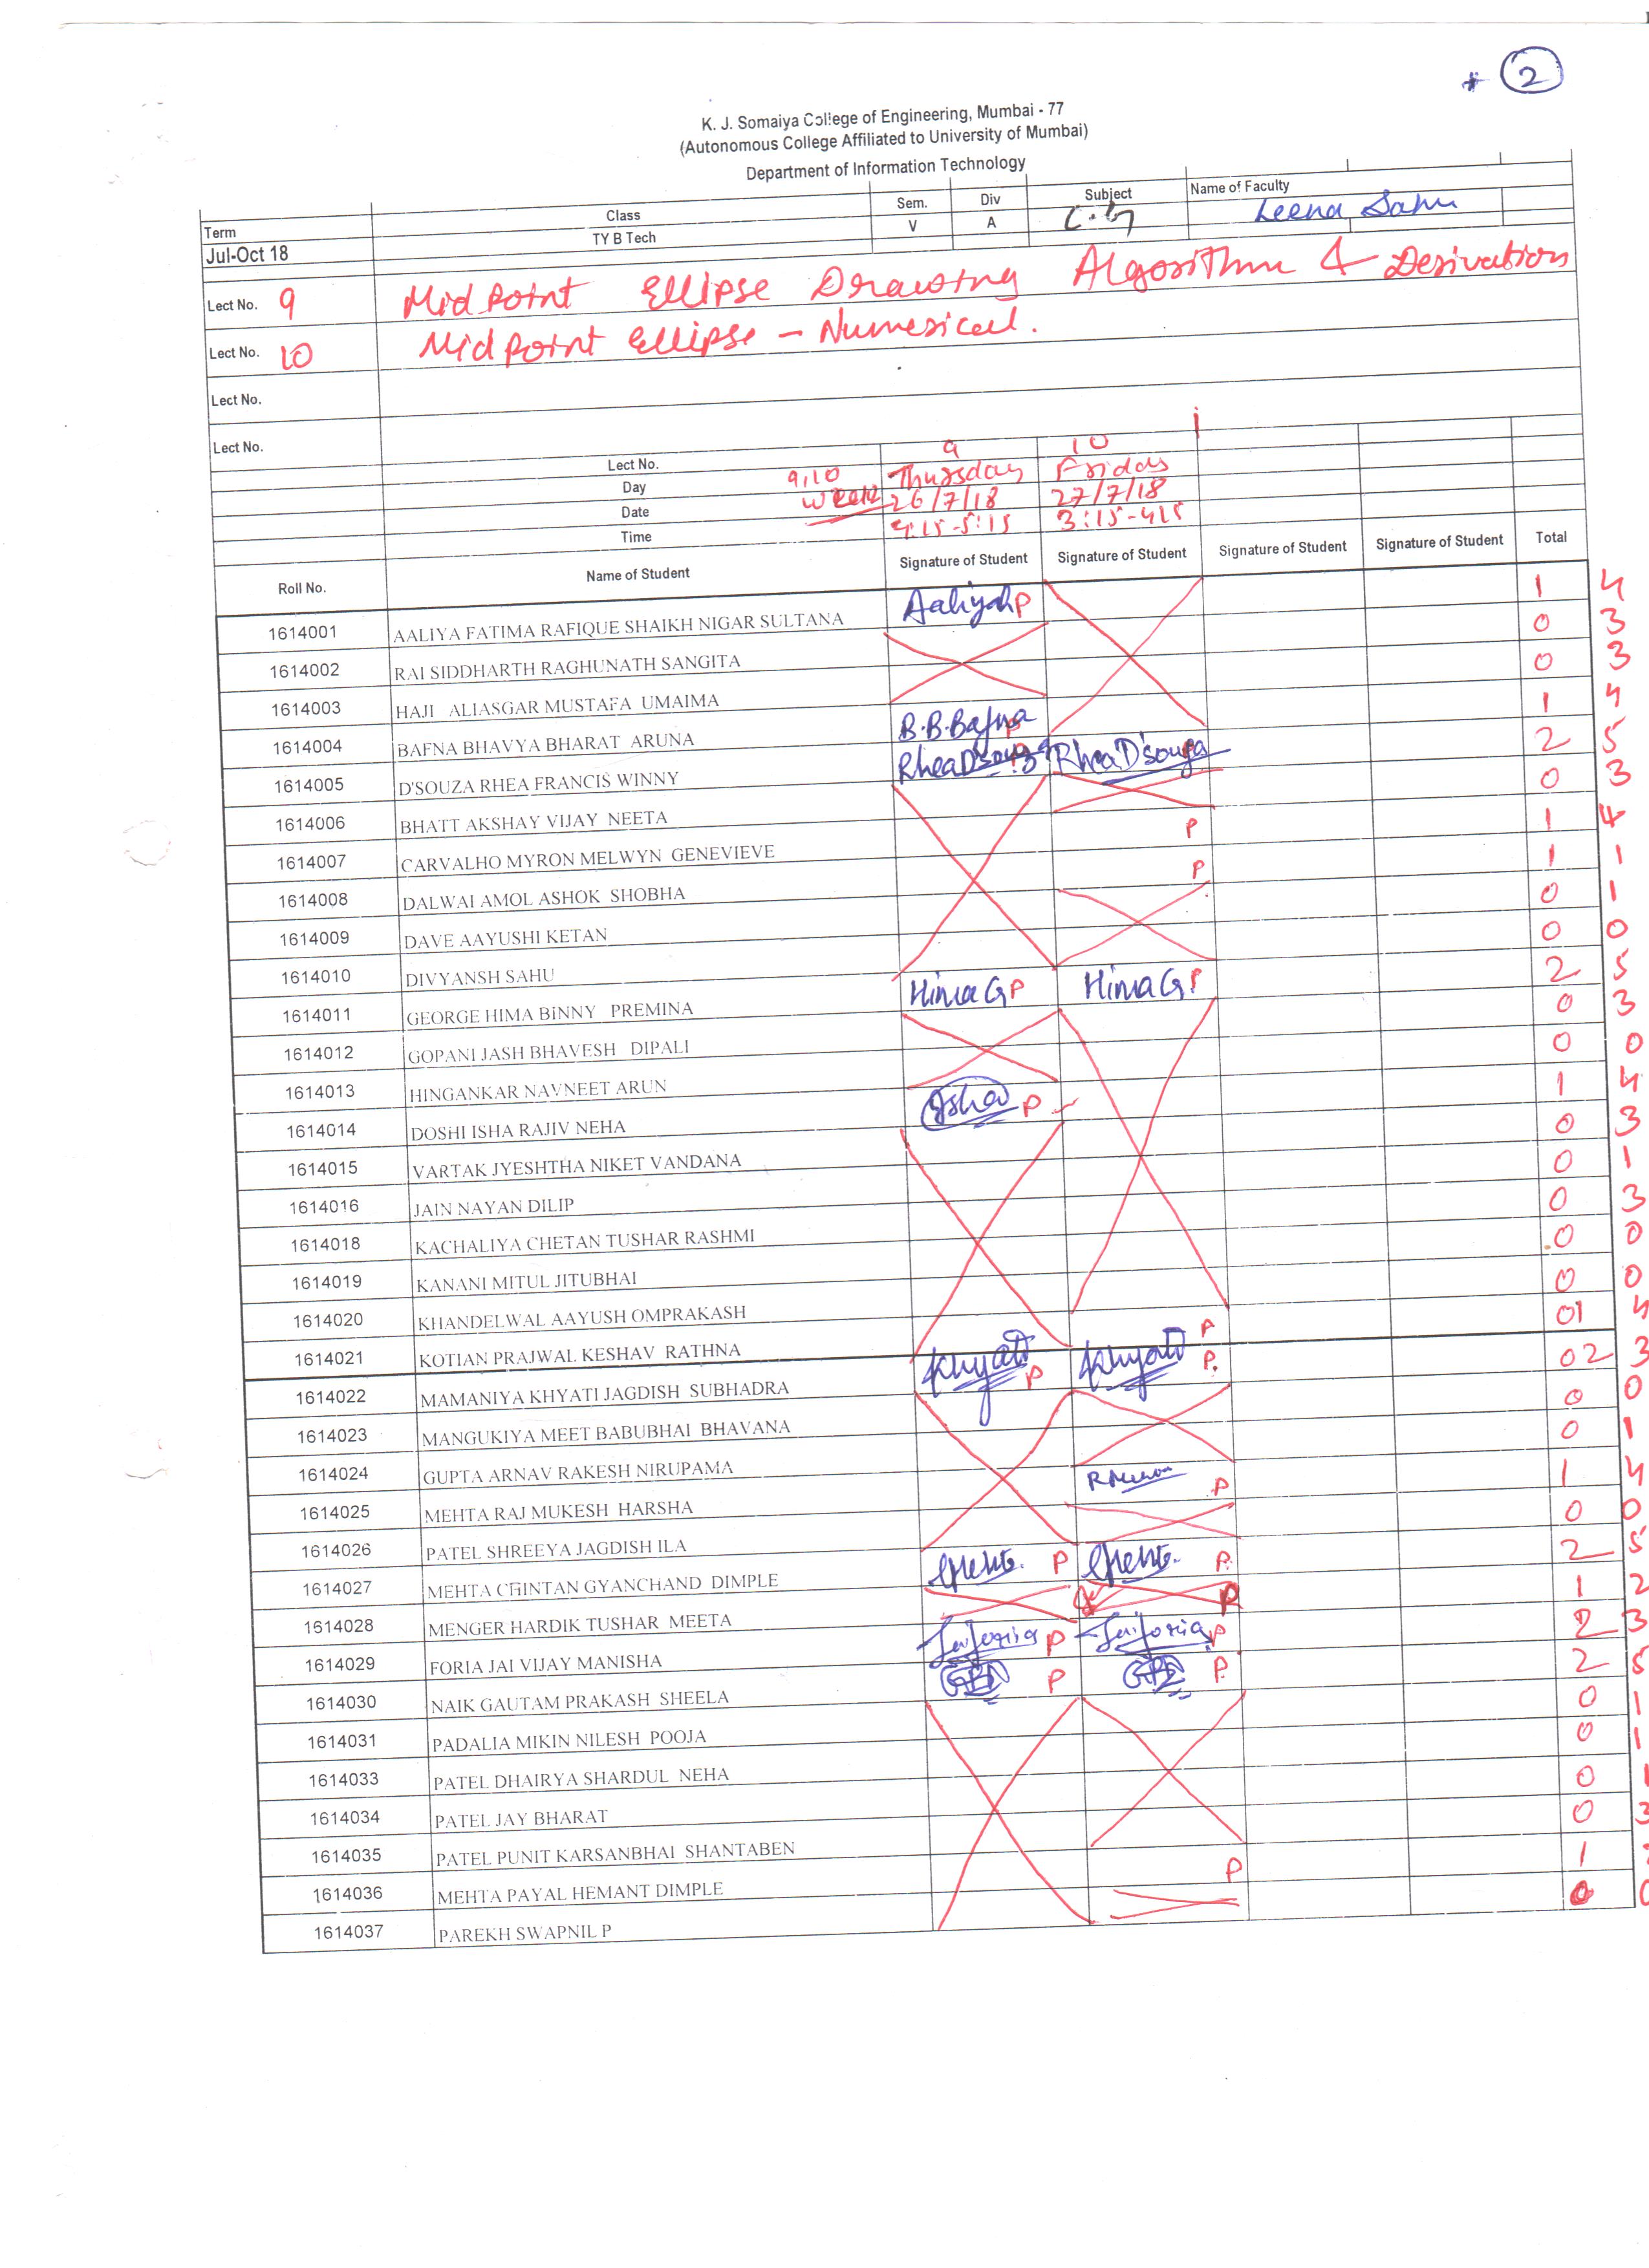 * 2
K. J. Somaiya College of Engineering, Mumbai - 77
(Autonomous College Affiliated to University of Mumbai)
Department of Information Technology
Term Class Sem. Div Subject Name of Faculty
Jul-Oct 18 TY B Tech V A C.G Leena Sahu
Lect No. 9 Midpoint Ellipse Drawing Algorithm & Derivation
Lect No. 10 Midpoint Ellipse - Numerical.
Lect No.
Lect No.
Lect No. 9 10
Day 9,10 Thursday Friday
Date week 26/7/18 27/7/18
Time 4:15-5:15 3:15-415
Roll No. Name of Student Signature of Student Signature of Student Signature of Student Signature of Student Total
1614001 AALIYA FATIMA RAFIQUE SHAIKH NIGAR SULTANA Aaliyah P 1 4
1614002 RAI SIDDHARTH RAGHUNATH SANGITA 0 3
1614003 HAJI ALIASGAR MUSTAFA UMAIMA 0 3
1614004 BAFNA BHAVYA BHARAT ARUNA B.B.Bafna P 1 4
1614005 D'SOUZA RHEA FRANCIS WINNY RheaD'souza P RheaD'souza P 2 5
1614006 BHATT AKSHAY VIJAY NEETA 0 3
1614007 CARVALHO MYRON MELWYN GENEVIEVE P 1 4
1614008 DALWAI AMOL ASHOK SHOBHA P 1 1
1614009 DAVE AAYUSHI KETAN 0 1
1614010 DIVYANSH SAHU 0 0
1614011 GEORGE HIMA BINNY PREMINA Hima G P Hima G P 2 5
1614012 GOPANI JASH BHAVESH DIPALI 0 3
1614013 HINGANKAR NAVNEET ARUN 0 0
1614014 DOSHI ISHA RAJIV NEHA Isha P 1 4
1614015 VARTAK JYESHTHA NIKET VANDANA 0 3
1614016 JAIN NAYAN DILIP 0 1
1614018 KACHALIYA CHETAN TUSHAR RASHMI 0 3
1614019 KANANI MITUL JITUBHAI 0 0
1614020 KHANDELWAL AAYUSH OMPRAKASH 0 0
1614021 KOTIAN PRAJWAL KESHAV RATHNA P 01 4
1614022 MAMANIYA KHYATI JAGDISH SUBHADRA Khyati P Khyati P. 02 3
1614023 MANGUKIYA MEET BABUBHAI BHAVANA 0 0
1614024 GUPTA ARNAV RAKESH NIRUPAMA 0 1
1614025 MEHTA RAJ MUKESH HARSHA P 1 4
1614026 PATEL SHREEYA JAGDISH ILA 0 0
1614027 MEHTA CHINTAN GYANCHAND DIMPLE P P. 2 5
1614028 MENGER HARDIK TUSHAR MEETA P 1 2
1614029 FORIA JAI VIJAY MANISHA Jaiforia P Jaiforia P 2 3
1614030 NAIK GAUTAM PRAKASH SHEELA P P. 2 5
1614031 PADALIA MIKIN NILESH POOJA 0 1
1614033 PATEL DHAIRYA SHARDUL NEHA 0 1
1614034 PATEL JAY BHARAT 0 1
1614035 PATEL PUNIT KARSANBHAI SHANTABEN 0 3
1614036 MEHTA PAYAL HEMANT DIMPLE P 1
1614037 PAREKH SWAPNIL P 0